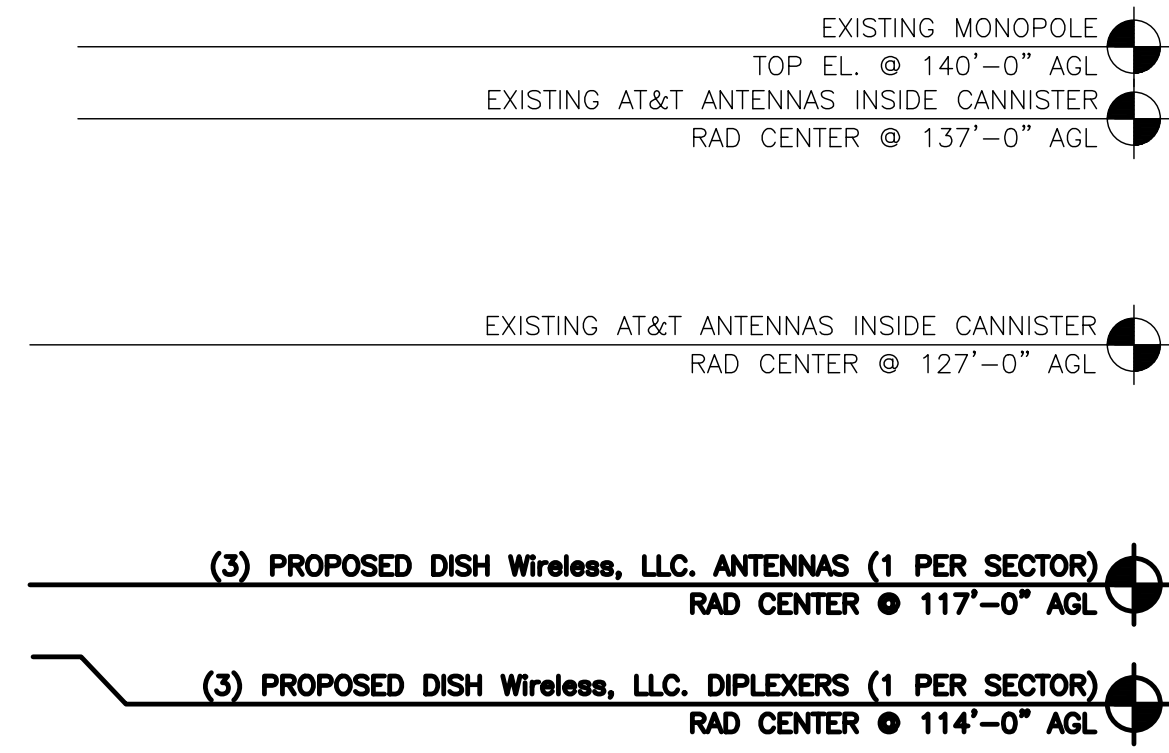 EXISTING MONOPOLE
TOP EL. @ 140'-0" AGL
EXISTING AT&T ANTENNAS INSIDE CANNISTER
RAD CENTER @ 137'-0" AGL
EXISTING AT&T ANTENNAS INSIDE CANNISTER
RAD CENTER @ 127'-0" AGL
(3) PROPOSED DISH Wireless, LLC. ANTENNAS (1 PER SECTOR)
RAD CENTER @ 117'-0" AGL
(3) PROPOSED DISH Wireless, LLC. DIPLEXERS (1 PER SECTOR)
RAD CENTER @ 114'-0" AGL